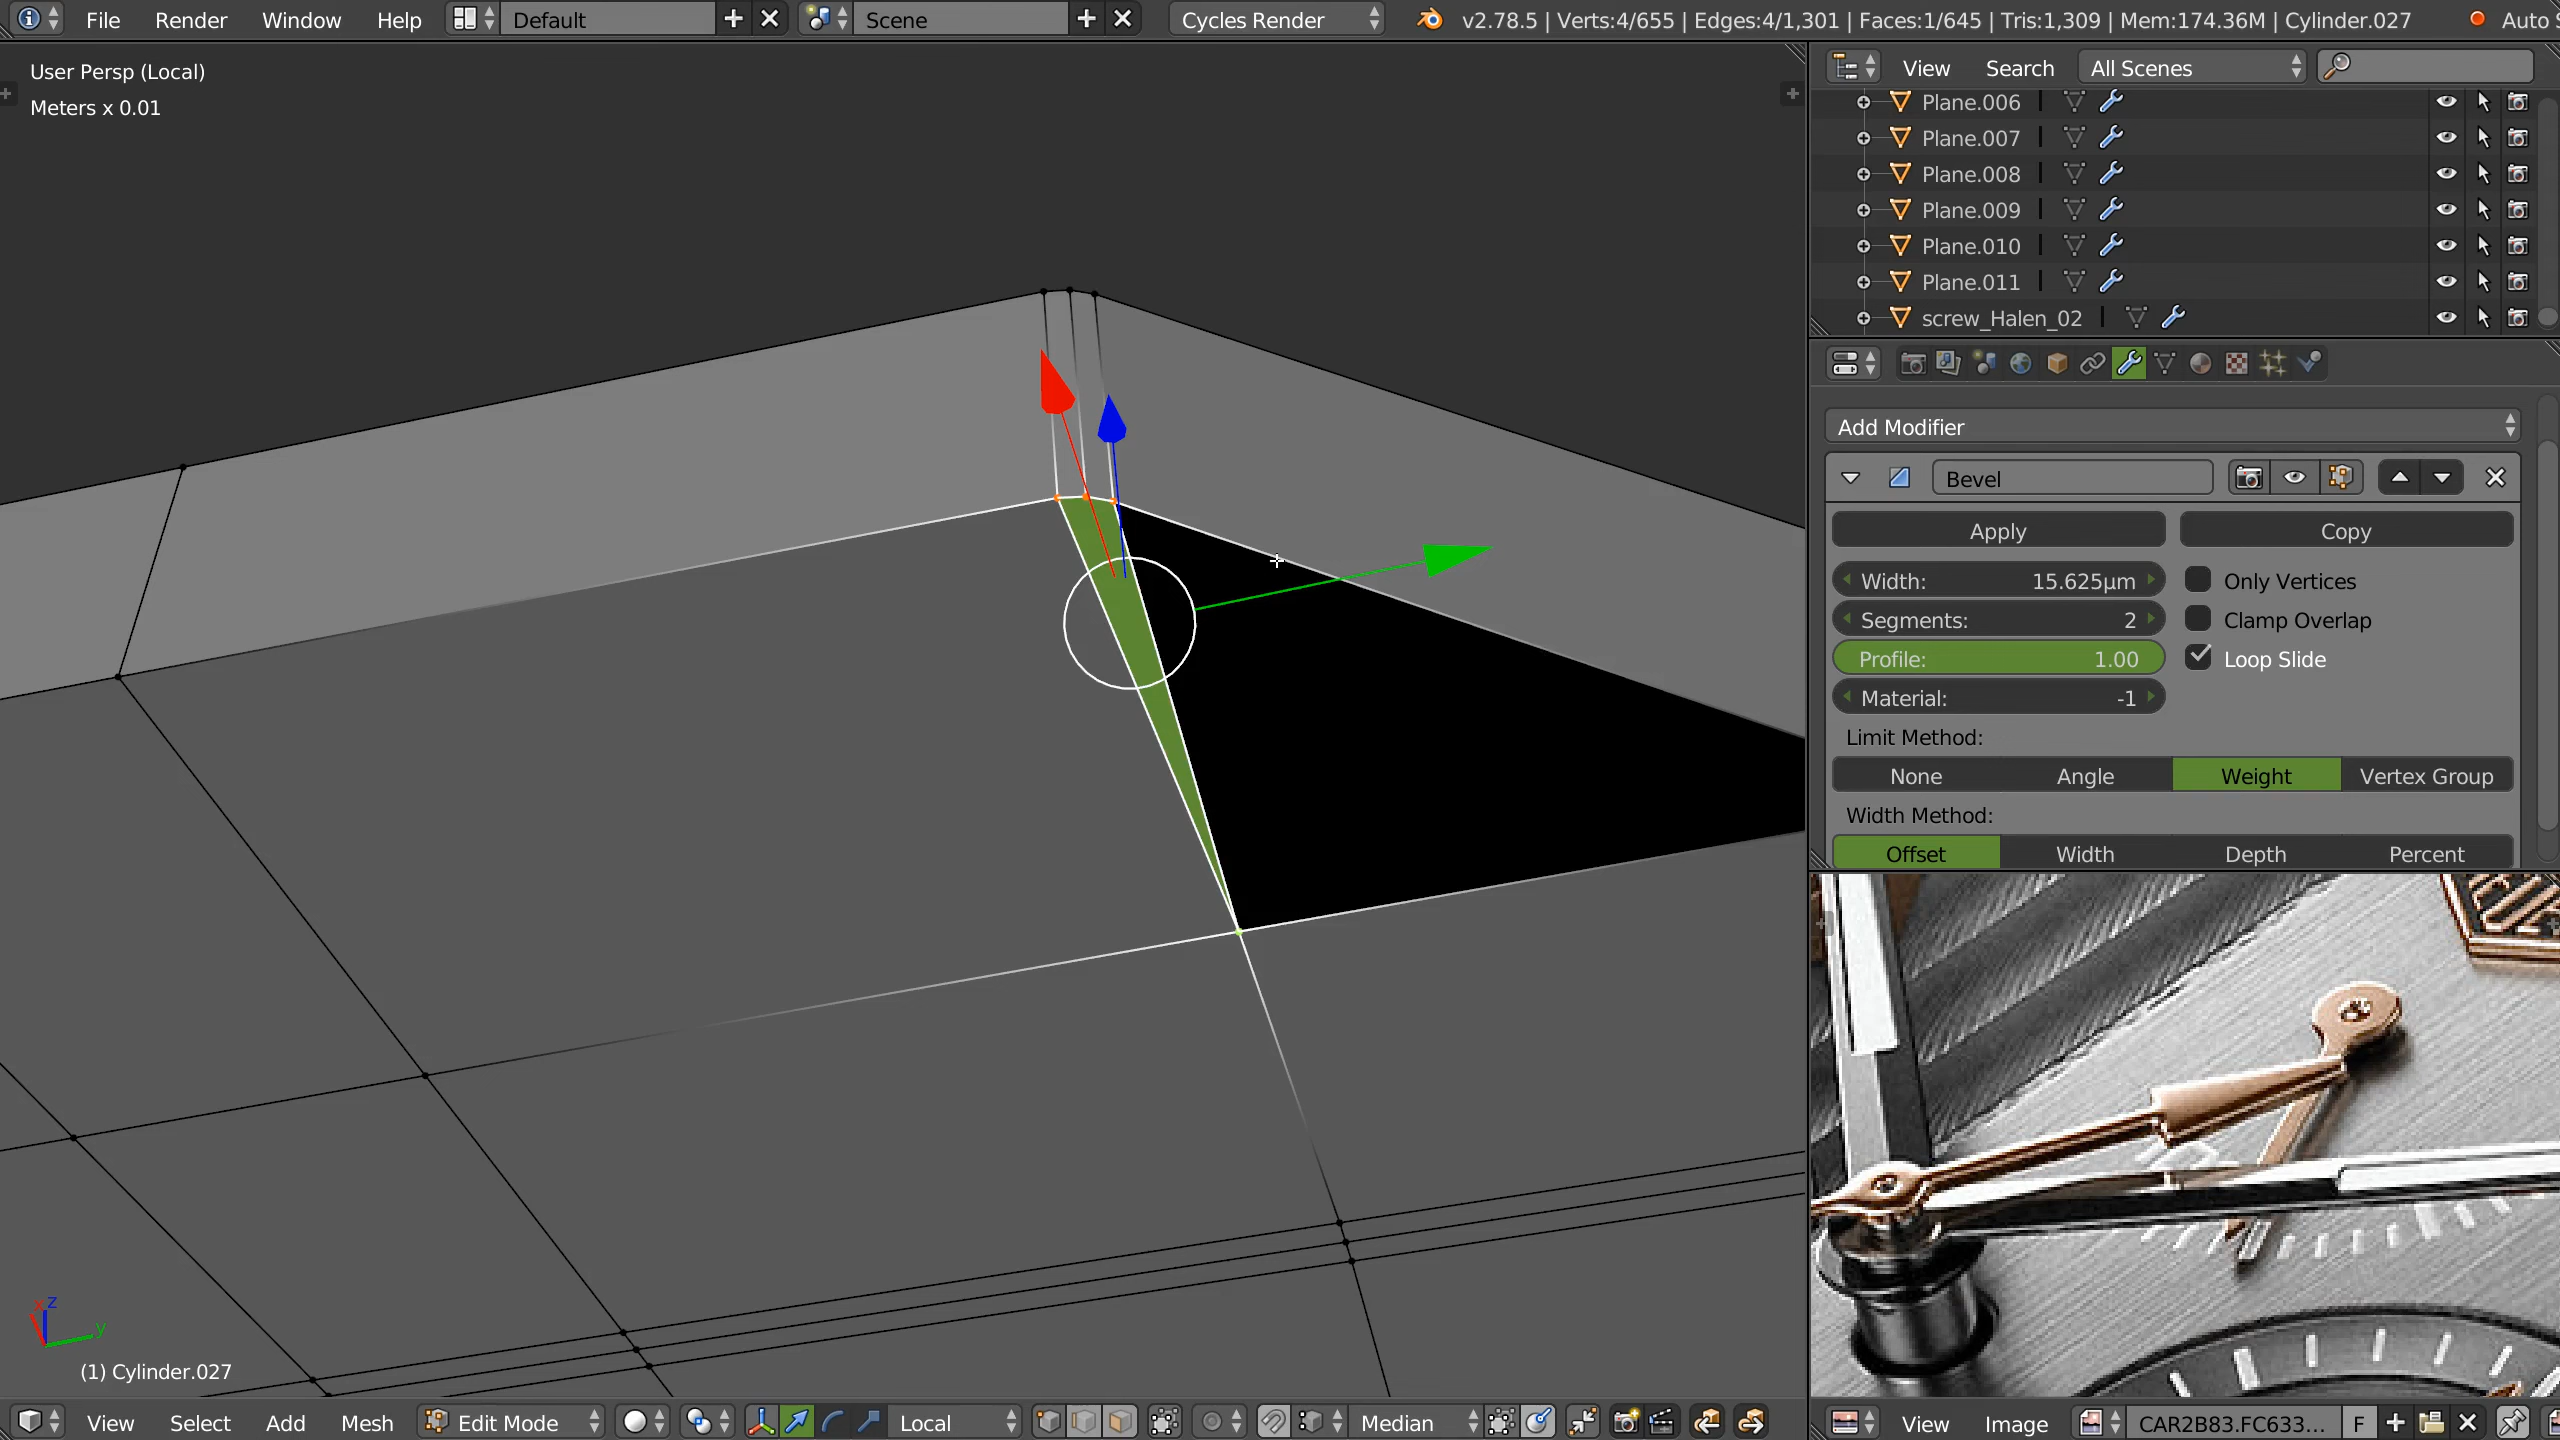 File Render Window Help Default Scene Cycles Render v2.78.5 | Verts:4/655 | Edges:4/1,301 | Faces:1/645 | Tris:1,309 | Mem:174.36M | Cylinder.027 Auto
User Persp (Local)
Meters x 0.01
View Search All Scenes
Plane.006
Plane.007
Plane.008
Plane.009
Plane.010
Plane.011
screw_Halen_02
Add Modifier
Bevel
Apply Copy
Width: 15.625µm Only Vertices
Segments: 2 Clamp Overlap
Profile: 1.00 Loop Slide
Material: -1
Limit Method:
None Angle Weight Vertex Group
Width Method:
Offset Width Depth Percent
x z y
(1) Cylinder.027
View Select Add Mesh Edit Mode Local Median
View Image CAR2B83.FC633... F